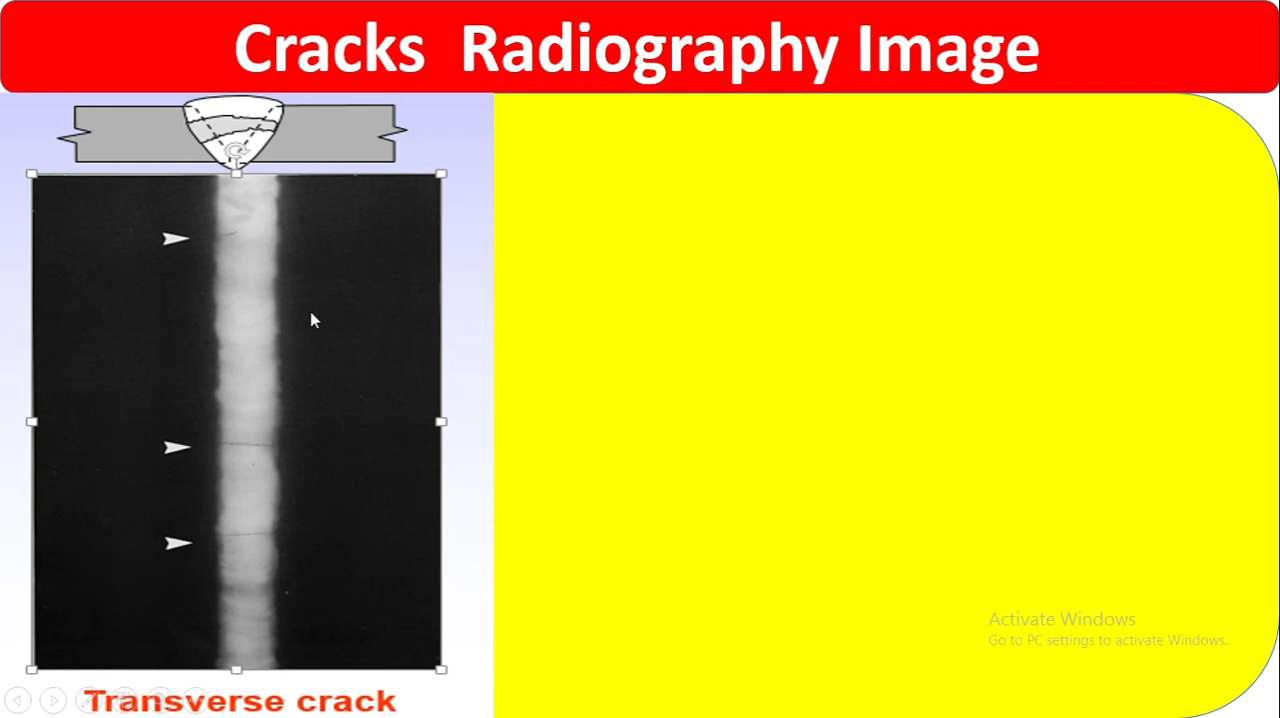 Cracks Radiography Image
Transverse crack
Activate Windows
Go to PC settings to activate Windows.